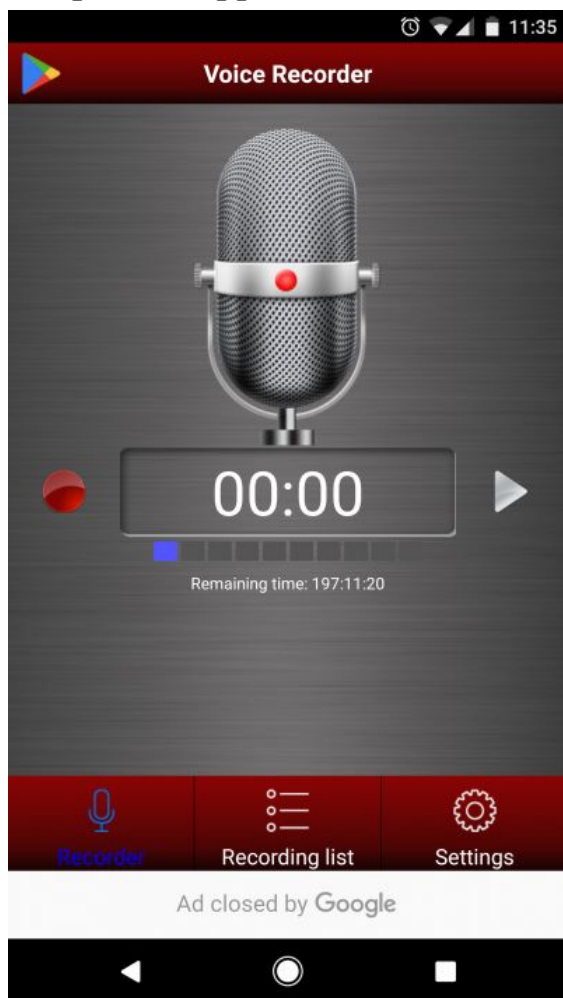 11:35
Voice Recorder
00:00
Remaining time: 197:11:20
Recorder
Recording list
Settings
Ad closed by Google